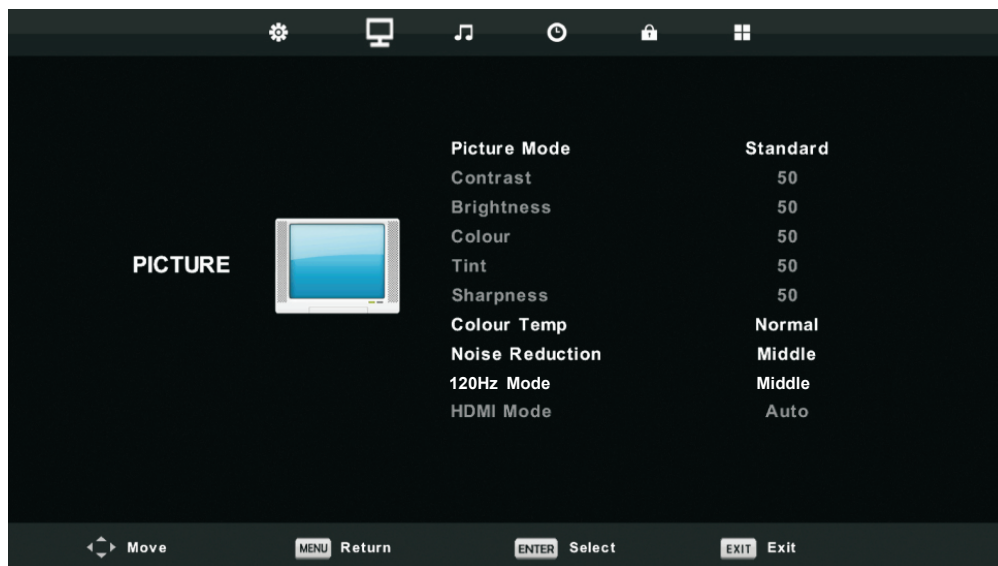 Picture Mode Standard
Contrast 50
Brightness 50
Colour 50
PICTURE
Tint 50
Sharpness 50
Colour Temp Normal
Noise Reduction Middle
120Hz Mode Middle
HDMI Mode Auto
Move MENU Return ENTER Select EXIT Exit